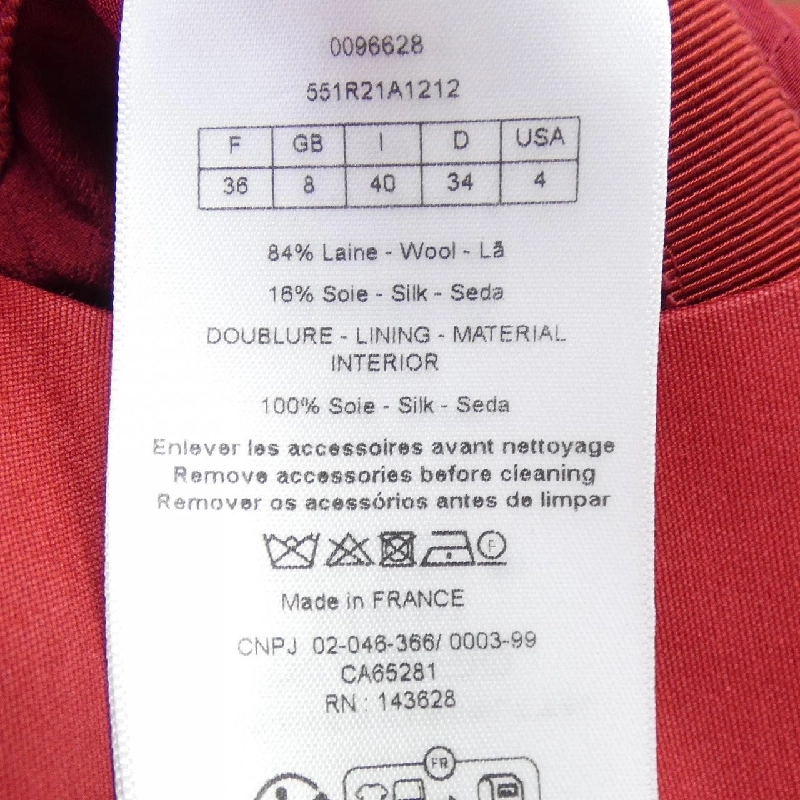 0096628
551R21A1212
F GB I D USA
36 8 40 34 4
84% Laine - Wool - Lã
16% Soie - Silk - Seda
DOUBLURE - LINING - MATERIAL
INTERIOR
100% Soie - Silk - Seda
Enlever les accessoires avant nettoyage
Remove accessories before cleaning
Remover os acessórios antes de limpar
F
Made in FRANCE
CNPJ 02-046-366/ 0003-99
CA65281
RN : 143628
FR